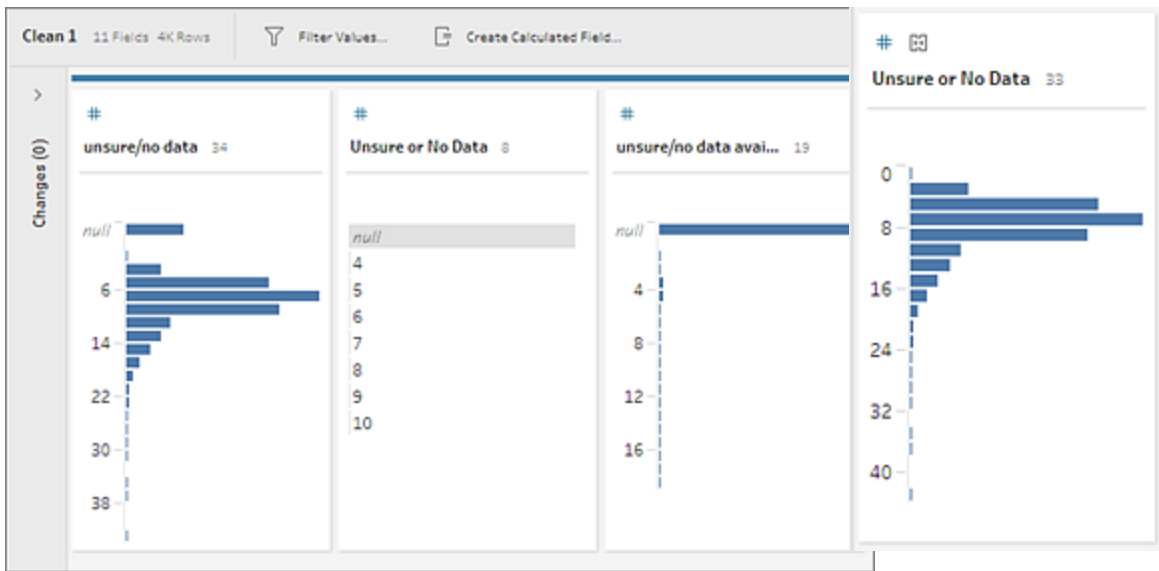 Clean 1 11 Fields 4K Rows Filter Values... Create Calculated Field...
Changes (0)
#
unsure/no data 34
null
6
14
22
30
38
#
Unsure or No Data 8
null
4
5
6
7
8
9
10
#
unsure/no data avai... 19
null
4
8
12
16
#
Unsure or No Data 33
0
8
16
24
32
40